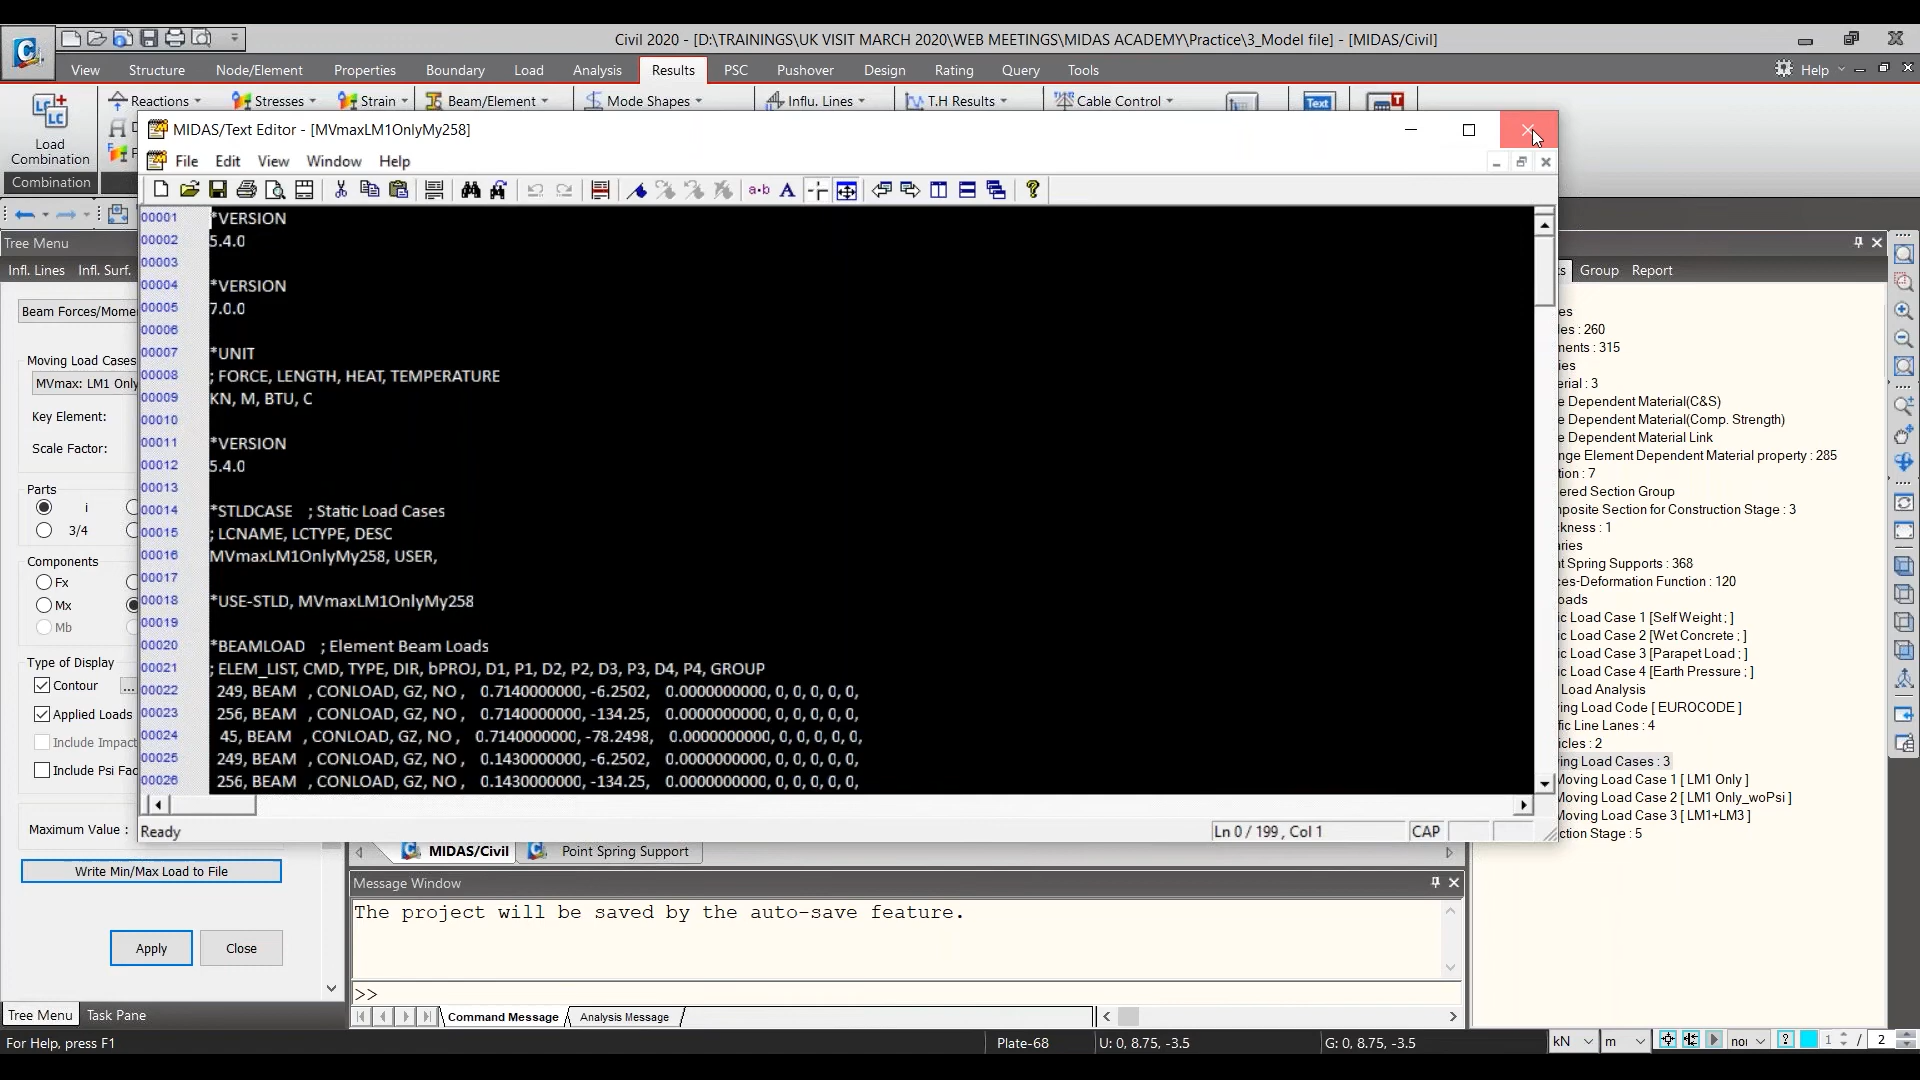 Civil 2020 - [D:\TRAININGS\UK VISIT MARCH 2020\WEB MEETINGS\MIDAS ACADEMY\Practice\3_Model file] - [MIDAS/Civil]
View Structure Node/Element Properties Boundary Load Analysis Results PSC Pushover Design Rating Query Tools Help
Reactions Stresses Strain Beam/Element Mode Shapes Influ. Lines T.H Results Cable Control Text
Load
Combination
Combination
MIDAS/Text Editor - [MVmaxLM1OnlyMy258]
File Edit View Window Help
Tree Menu
Infl. Lines Infl. Surf.
Beam Forces/Mome
Moving Load Cases
MVmax: LM1 Only
Key Element:
Scale Factor:
Parts
i
3/4
Components
Fx
Mx
Mb
Type of Display
Contour ...
Applied Loads
Include Impact
Include Psi Fac
Maximum Value :
Write Min/Max Load to File
Apply Close
Tree Menu Task Pane
00001 *VERSION
00002 5.4.0
00003
00004 *VERSION
00005 7.0.0
00006
00007 *UNIT
00008 ; FORCE, LENGTH, HEAT, TEMPERATURE
00009 KN, M, BTU, C
00010
00011 *VERSION
00012 5.4.0
00013
00014 *STLDCASE ; Static Load Cases
00015 ; LCNAME, LCTYPE, DESC
00016 MVmaxLM1OnlyMy258, USER,
00017
00018 *USE-STLD, MVmaxLM1OnlyMy258
00019
00020 *BEAMLOAD ; Element Beam Loads
00021 ; ELEM_LIST, CMD, TYPE, DIR, bPROJ, D1, P1, D2, P2, D3, P3, D4, P4, GROUP
00022 249, BEAM , CONLOAD, GZ, NO , 0.7140000000, -6.2502, 0.0000000000, 0, 0, 0, 0, 0,
00023 256, BEAM , CONLOAD, GZ, NO , 0.7140000000, -134.25, 0.0000000000, 0, 0, 0, 0, 0,
00024 45, BEAM , CONLOAD, GZ, NO , 0.7140000000, -78.2498, 0.0000000000, 0, 0, 0, 0, 0,
00025 249, BEAM , CONLOAD, GZ, NO , 0.1430000000, -6.2502, 0.0000000000, 0, 0, 0, 0, 0,
00026 256, BEAM , CONLOAD, GZ, NO , 0.1430000000, -134.25, 0.0000000000, 0, 0, 0, 0, 0,
Ready Ln 0 / 199 , Col 1 CAP
MIDAS/Civil Point Spring Support
Message Window
The project will be saved by the auto-save feature.
>>
Command Message Analysis Message
Group Report
es
les : 260
ments : 315
ies
erial : 3
e Dependent Material(C&S)
e Dependent Material(Comp. Strength)
e Dependent Material Link
nge Element Dependent Material property : 285
tion : 7
ered Section Group
nposite Section for Construction Stage : 3
ckness : 1
ries
nt Spring Supports : 368
ces-Deformation Function : 120
oads
ic Load Case 1 [Self Weight ; ]
ic Load Case 2 [Wet Concrete ; ]
ic Load Case 3 [Parapet Load ; ]
ic Load Case 4 [Earth Pressure ; ]
Load Analysis
ving Load Code [ EUROCODE ]
ffic Line Lanes : 4
icles : 2
ving Load Cases : 3
Moving Load Case 1 [ LM1 Only ]
Moving Load Case 2 [ LM1 Only_woPsi ]
Moving Load Case 3 [ LM1+LM3 ]
ction Stage : 5
For Help, press F1 Plate-68 U: 0, 8.75, -3.5 G: 0, 8.75, -3.5 kN m nor ? 1 / 2